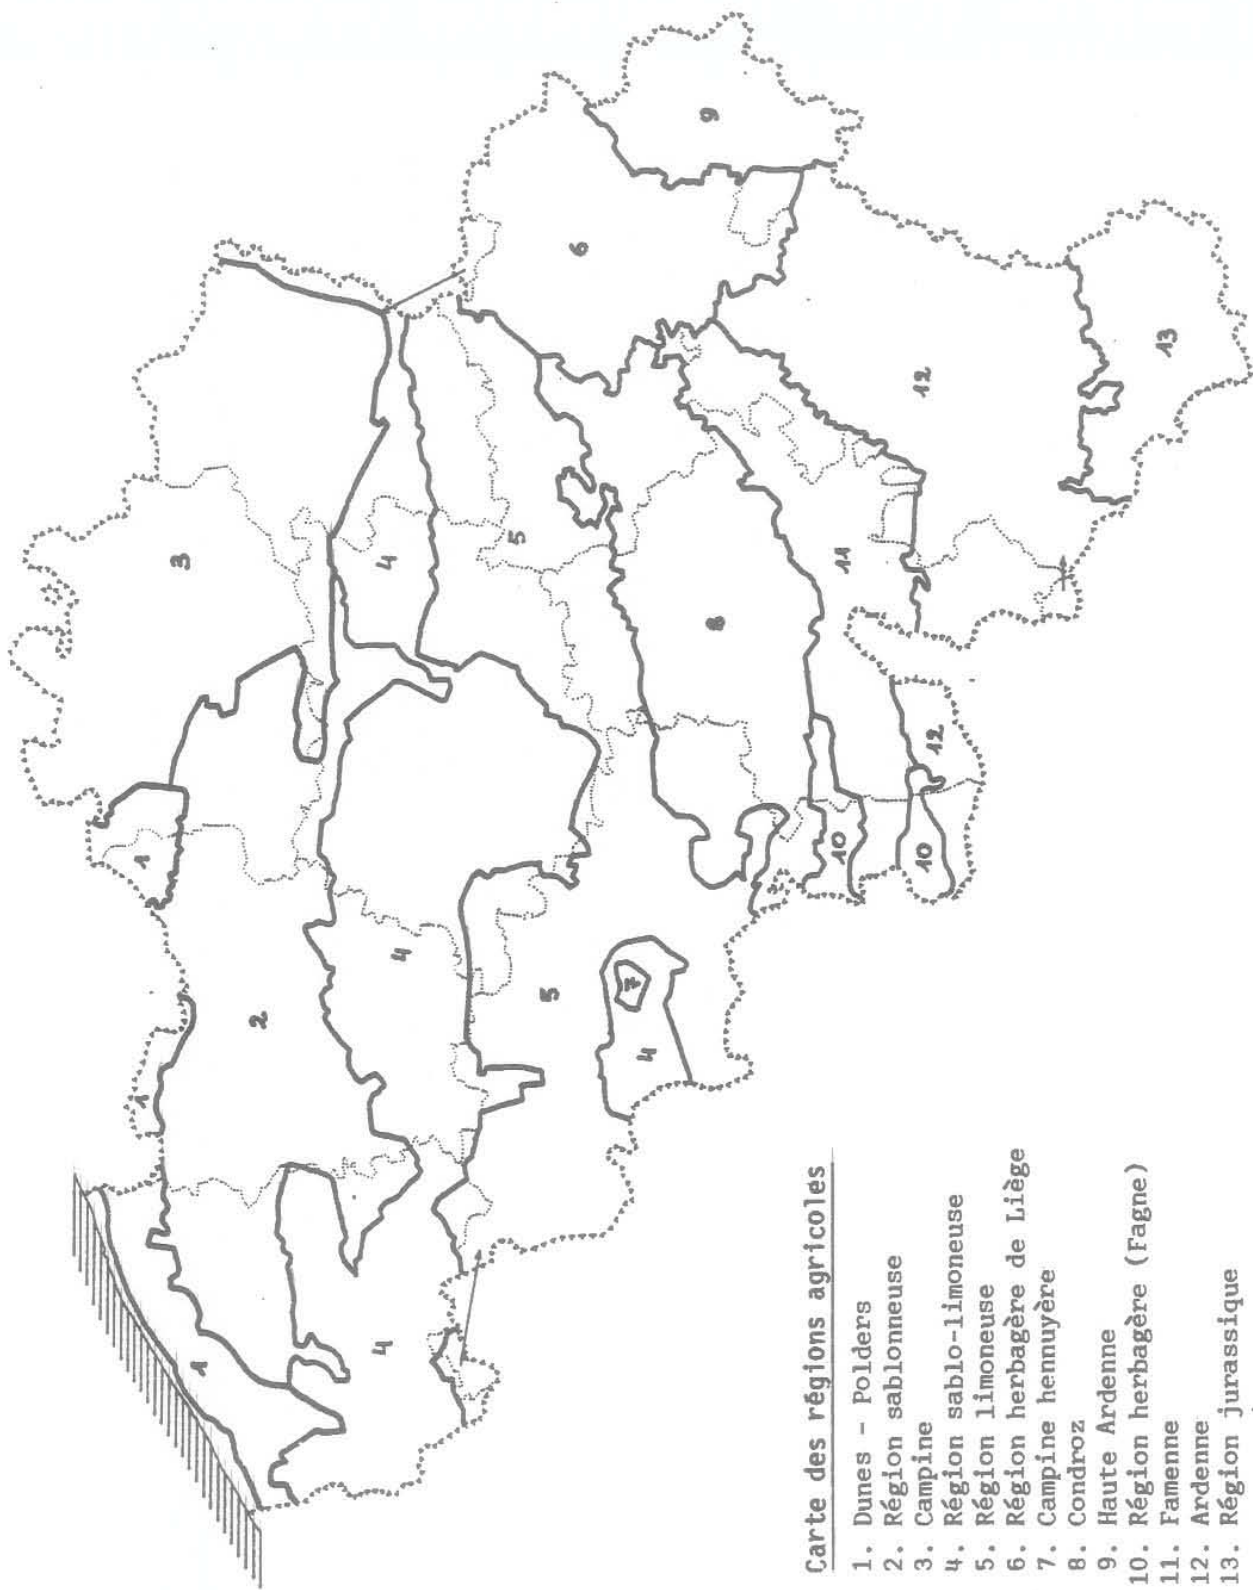 Carte des régions agricoles
1. Dunes - Polders
2. Région sablonneuse
3. Campine
4. Région sablo-limoneuse
5. Région limoneuse
6. Région herbagère de Liège
7. Campine hennuyère
8. Condroz
9. Haute Ardenne
10. Région herbagère (Fagne)
11. Famenne
12. Ardenne
13. Région jurassique
1
1
1
2
3
4
4
4
4
5
5
6
7
8
9
10
10
11
12
12
13